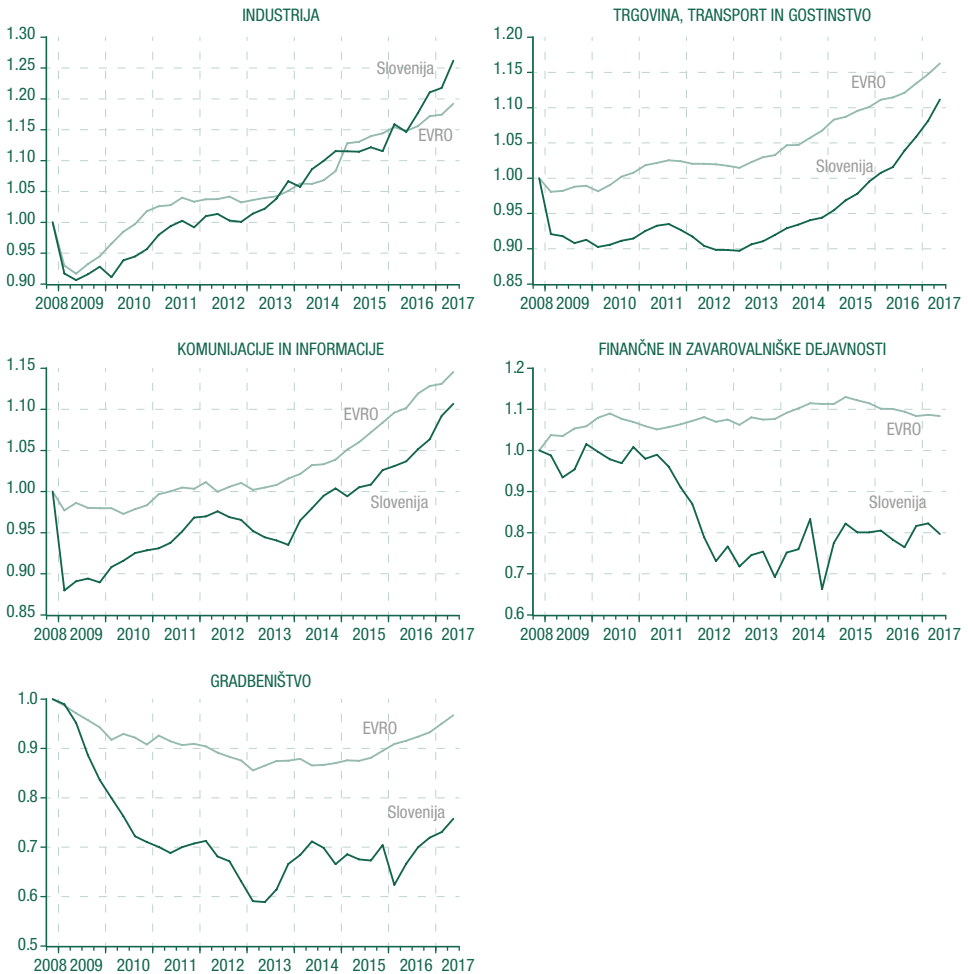 INDUSTRIJA
1.30
1.25
1.20
1.15
1.10
1.05
1.00
0.95
0.90
Slovenija
EVRO
2008 2009 2010 2011 2012 2013 2014 2015 2016 2017
TRGOVINA, TRANSPORT IN GOSTINSTVO
1.20
1.15
1.10
1.05
1.00
0.95
0.90
0.85
EVRO
Slovenija
2008 2009 2010 2011 2012 2013 2014 2015 2016 2017
KOMUNIJACIJE IN INFORMACIJE
1.15
1.10
1.05
1.00
0.95
0.90
0.85
EVRO
Slovenija
2008 2009 2010 2011 2012 2013 2014 2015 2016 2017
FINANČNE IN ZAVAROVALNIŠKE DEJAVNOSTI
1.2
1.1
1.0
0.9
0.8
0.7
0.6
EVRO
Slovenija
2008 2009 2010 2011 2012 2013 2014 2015 2016 2017
GRADBENIŠTVO
1.0
0.9
0.8
0.7
0.6
0.5
EVRO
Slovenija
2008 2009 2010 2011 2012 2013 2014 2015 2016 2017